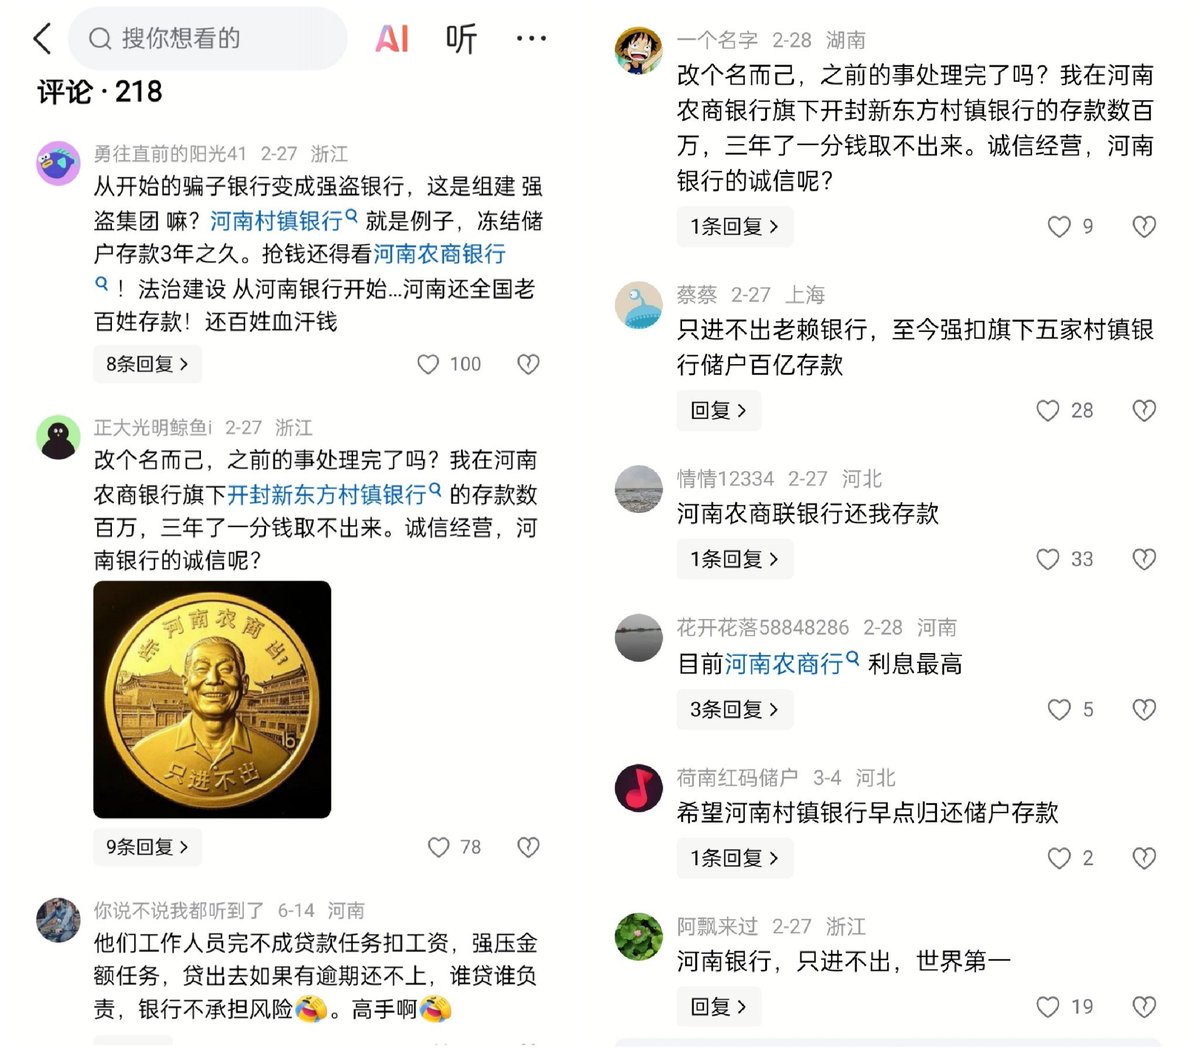 搜你想看的
AI 听 ...
评论 · 218
勇往直前的阳光41 2-27 浙江
从开始的骗子银行变成强盗银行，这是组建 强
盗集团 嘛？河南村镇银行 就是例子，冻结储
户存款3年之久。抢钱还得看河南农商银行
！法治建设 从河南银行开始...河南还全国老
百姓存款！还百姓血汗钱
8条回复 >
100
正大光明鲸鱼i 2-27 浙江
改个名而己，之前的事处理完了吗？我在河南
农商银行旗下开封新东方村镇银行 的存款数
百万，三年了一分钱取不出来。诚信经营，河
南银行的诚信呢？
河南农商
只进不出
9条回复 >
78
你说不说我都听到了 6-14 河南
他们工作人员完不成贷款任务扣工资，强压金
额任务，贷出去如果有逾期还不上，谁贷谁负
责，银行不承担风险🤣。高手啊🤣
一个名字 2-28 湖南
改个名而己，之前的事处理完了吗？我在河南
农商银行旗下开封新东方村镇银行的存款数百
万，三年了一分钱取不出来。诚信经营，河南
银行的诚信呢？
1条回复 >
9
蔡蔡 2-27 上海
只进不出老赖银行，至今强扣旗下五家村镇银
行储户百亿存款
回复 >
28
情情12334 2-27 河北
河南农商联银行还我存款
1条回复 >
33
花开花落58848286 2-28 河南
目前河南农商行 利息最高
3条回复 >
5
荷南红码储户 3-4 河北
希望河南村镇银行早点归还储户存款
1条回复 >
2
阿飘来过 2-27 浙江
河南银行，只进不出，世界第一
回复 >
19